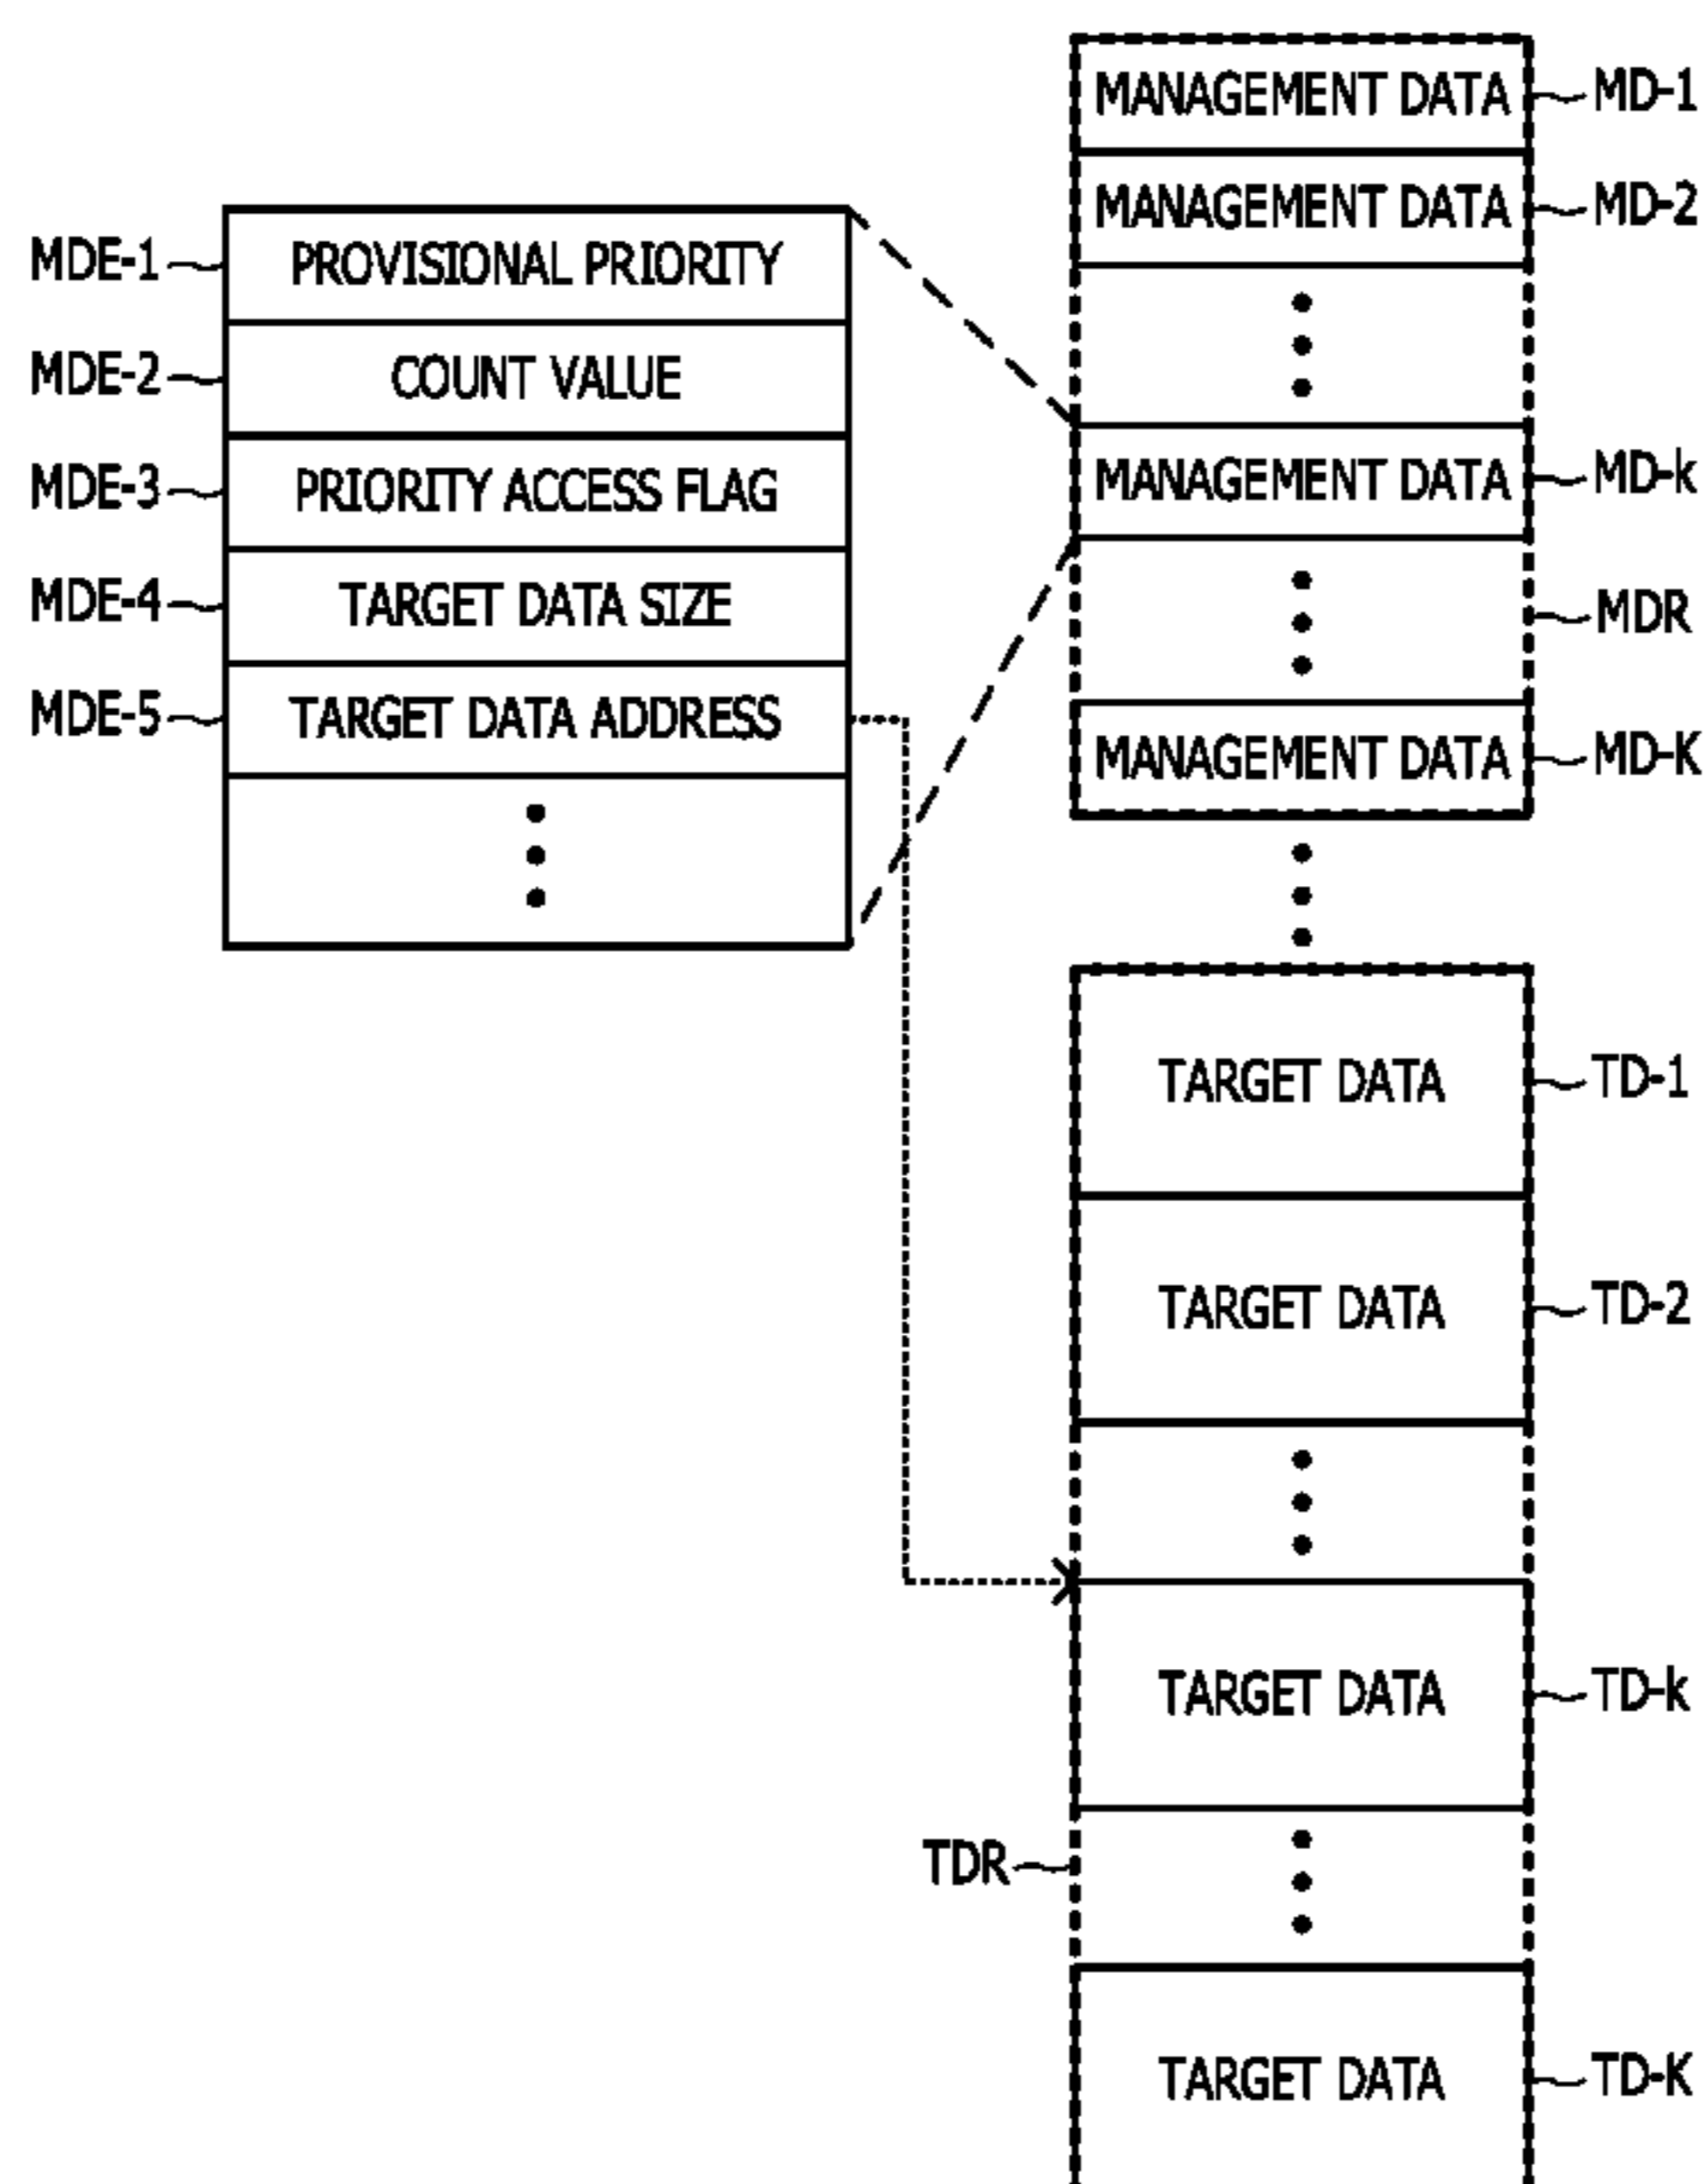 MANAGEMENT DATA MD-1
MANAGEMENT DATA MD-2
MDE-1 PROVISIONAL PRIORITY
MDE-2 COUNT VALUE
MDE-3 PRIORITY ACCESS FLAG
MDE-4 TARGET DATA SIZE
MDE-5 TARGET DATA ADDRESS
MANAGEMENT DATA MD-k
MDR
MANAGEMENT DATA MD-K
TARGET DATA TD-1
TARGET DATA TD-2
TARGET DATA TD-k
TDR
TARGET DATA TD-K